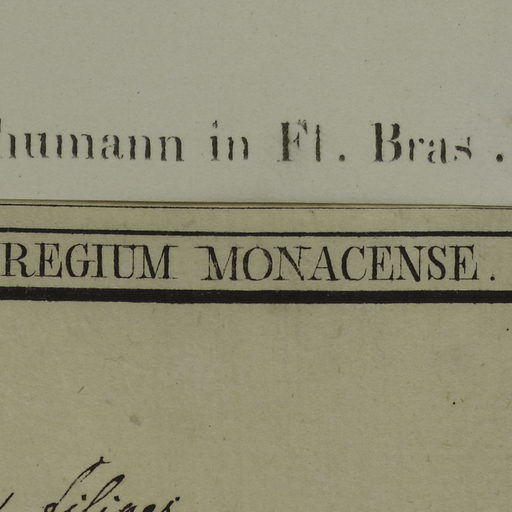 humann in Fl. Bras.
REGIUM MONACENSE.